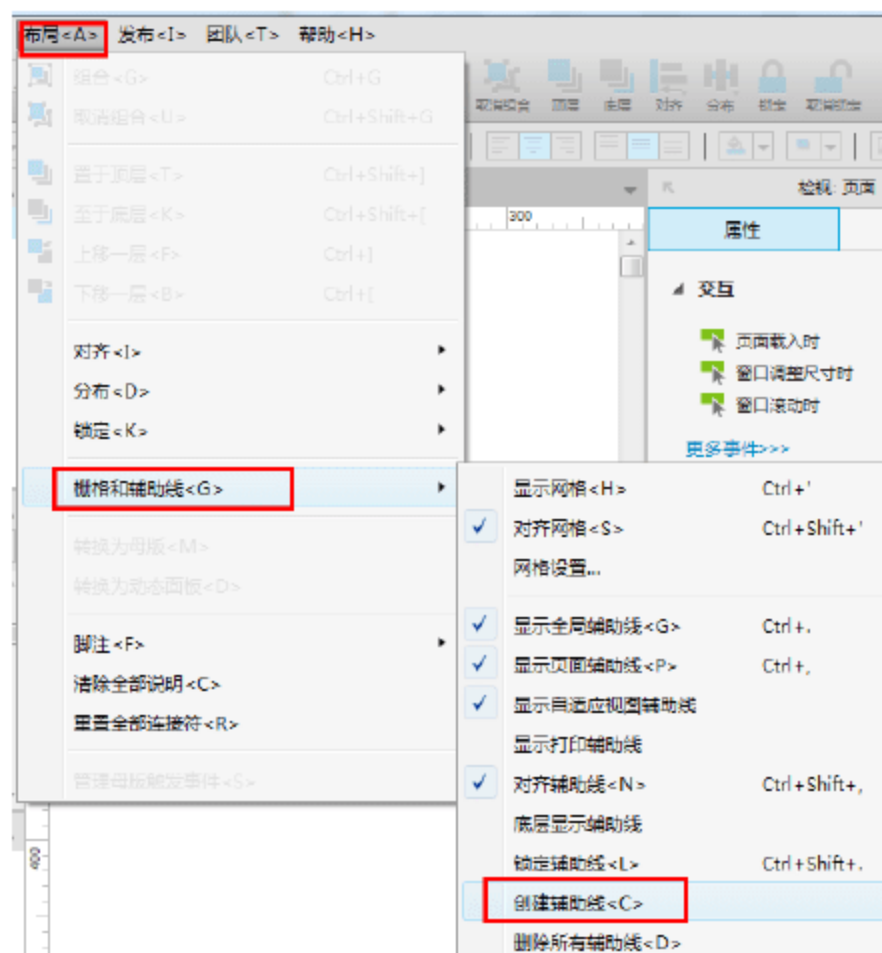 布局<A> 发布<I> 团队<T> 帮助<H>
组合<G> Ctrl+G
取消组合<U> Ctrl+Shift+G
置于顶层<T> Ctrl+Shift+]
至于底层<K> Ctrl+Shift+[
上移一层<F> Ctrl+]
下移一层<B> Ctrl+[
对齐<I>
分布<D>
锁定<K>
栅格和辅助线<G>
转换为母版<M>
转换为动态面板<D>
脚注<F>
清除全部说明<C>
重置全部连接符<R>
管理母版触发事件<S>
取消组合 顶层 底层 对齐 分布 锁定 取消锁定
检视: 页面
300
属性
交互
页面载入时
窗口调整尺寸时
窗口滚动时
更多事件>>>
显示网格<H> Ctrl+'
对齐网格<S> Ctrl+Shift+'
网格设置...
显示全局辅助线<G> Ctrl+.
显示页面辅助线<P> Ctrl+,
显示自适应视图辅助线
显示打印辅助线
对齐辅助线<N> Ctrl+Shift+,
底层显示辅助线
锁定辅助线<L> Ctrl+Shift+.
创建辅助线<C>
删除所有辅助线<D>
400